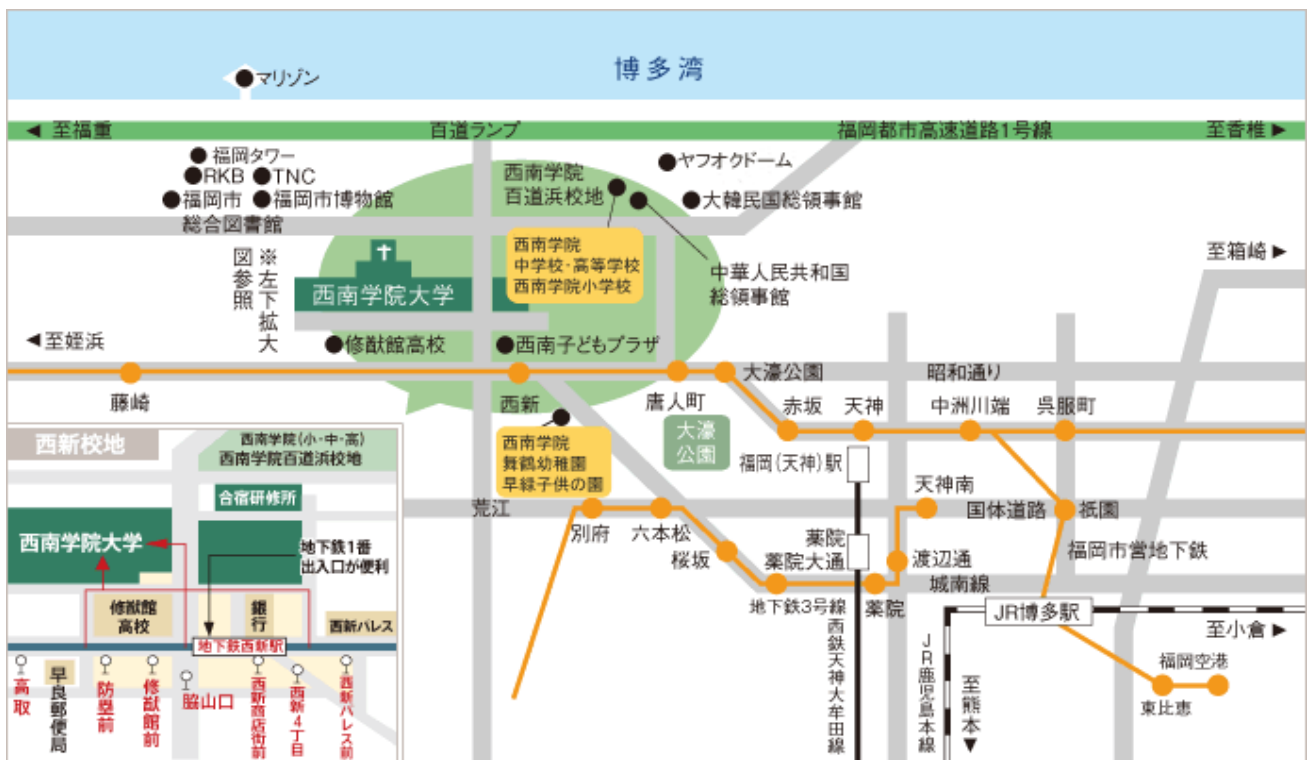 博多湾
マリゾン
◀ 至福重
百道ランプ
福岡都市高速道路1号線
至香椎 ▶
福岡タワー
RKB
TNC
福岡市
総合図書館
福岡市博物館
西南学院
百道浜校地
ヤフオクドーム
大韓民国総領事館
西南学院
中学校・高等学校
西南学院小学校
中華人民共和国
総領事館
至箱崎 ▶
※左下拡大
図参照
西南学院大学
◀至姪浜
修猷館高校
西南子どもプラザ
藤崎
西新
唐人町
大濠公園
昭和通り
赤坂
天神
中洲川端
呉服町
大濠
公園
西南学院
舞鶴幼稚園
早緑子供の園
福岡(天神)駅
荒江
別府
六本松
桜坂
薬院
薬院大通
天神南
国体道路
祇園
渡辺通
福岡市営地下鉄
城南線
地下鉄3号線
薬院
JR博多駅
至小倉 ▶
西鉄天神大牟田線
JR鹿児島本線
至熊本▼
福岡空港
東比恵
西新校地
西南学院(小・中・高)
西南学院百道浜校地
合宿研修所
西南学院大学
地下鉄1番
出入口が便利
修猷館
高校
銀行
西新パレス
地下鉄西新駅
高取
早良郵便局
防塁前
修猷館前
脇山口
西新商店街前
西新4丁目
西新パレス前